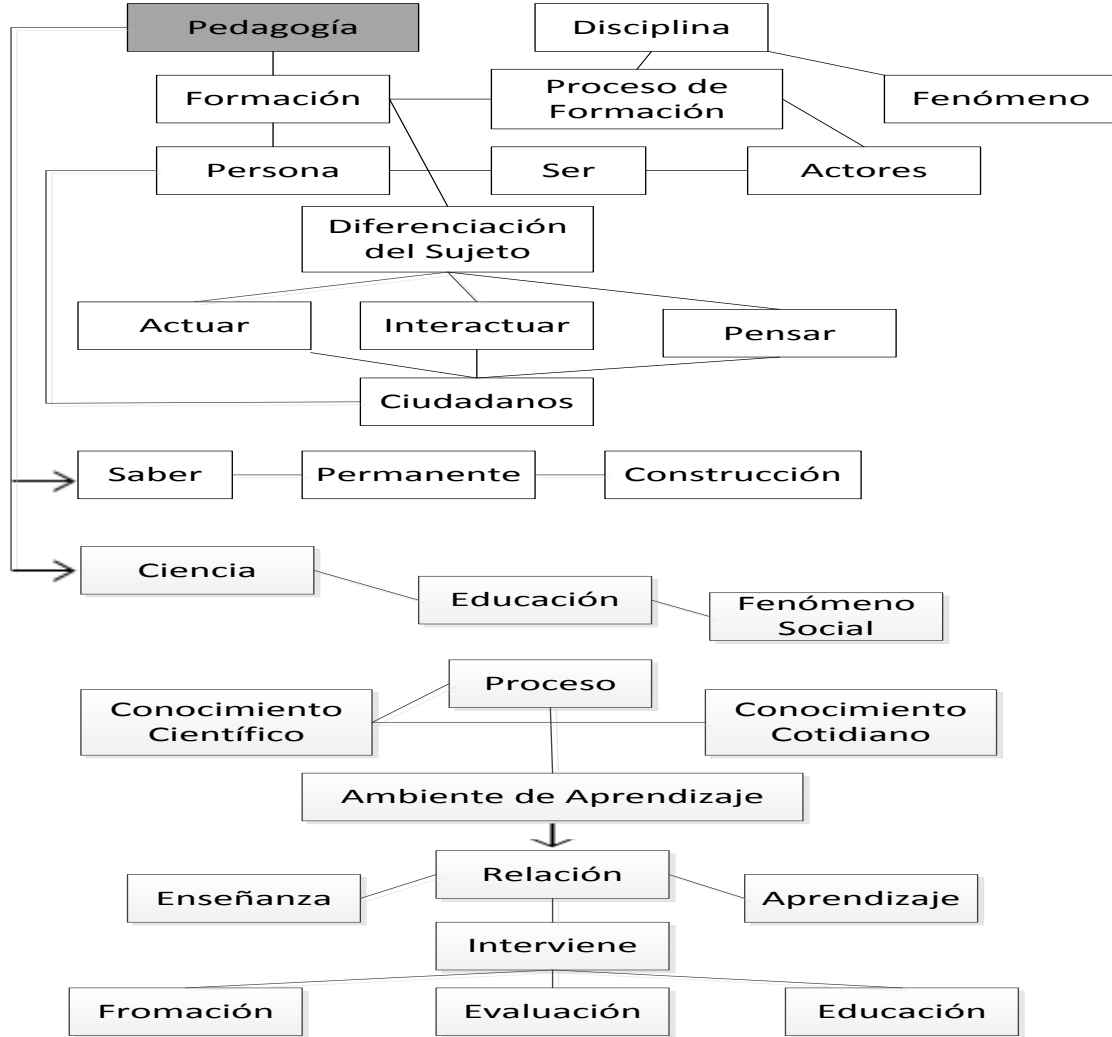 Pedagogía
Disciplina
Formación
Proceso de
Formación
Fenómeno
Persona
Ser
Actores
Diferenciación
del Sujeto
Actuar
Interactuar
Pensar
Ciudadanos
Saber
Permanente
Construcción
Ciencia
Educación
Fenómeno
Social
Proceso
Conocimiento
Científico
Conocimiento
Cotidiano
Ambiente de Aprendizaje
Relación
Enseñanza
Aprendizaje
Interviene
Fromación
Evaluación
Educación